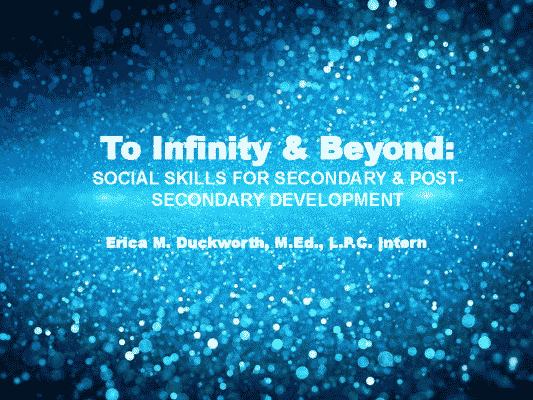 To Infinity & Beyond:
SOCIAL SKILLS FOR SECONDARY & POST-
SECONDARY DEVELOPMENT
Erica M. Duckworth, M.Ed., L.P.C. Intern